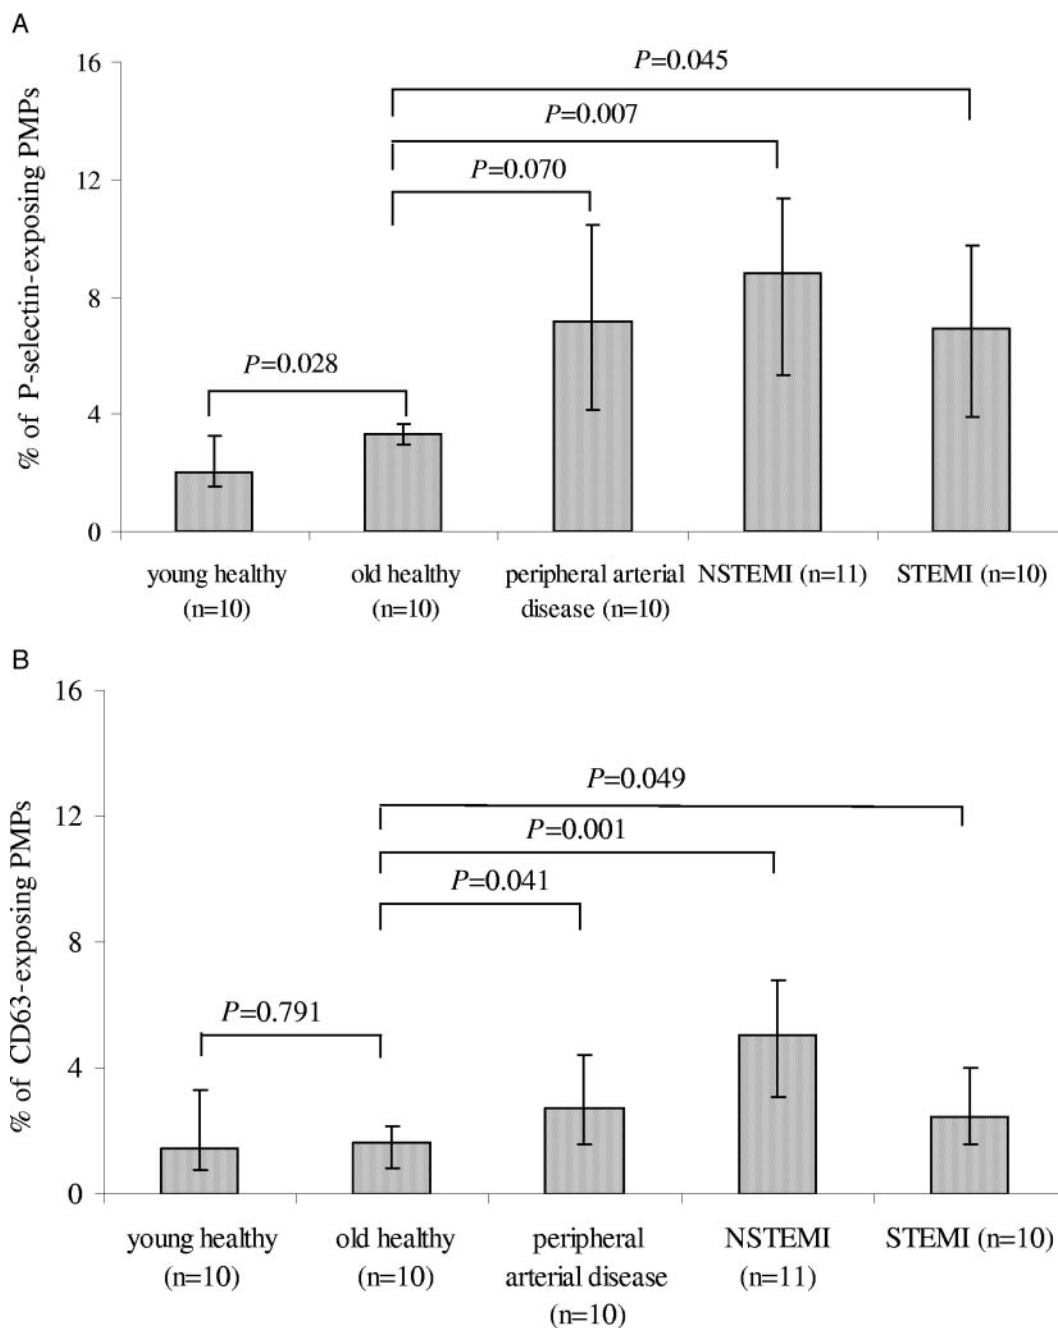 A
% of P-selectin-exposing PMPs
16
12
8
4
0
P=0.045
P=0.007
P=0.070
P=0.028
young healthy
(n=10)
old healthy
(n=10)
peripheral arterial
disease (n=10)
NSTEMI (n=11)
STEMI (n=10)
B
% of CD63-exposing PMPs
16
12
8
4
0
P=0.049
P=0.001
P=0.041
P=0.791
young healthy
(n=10)
old healthy
(n=10)
peripheral
arterial disease
(n=10)
NSTEMI
(n=11)
STEMI (n=10)